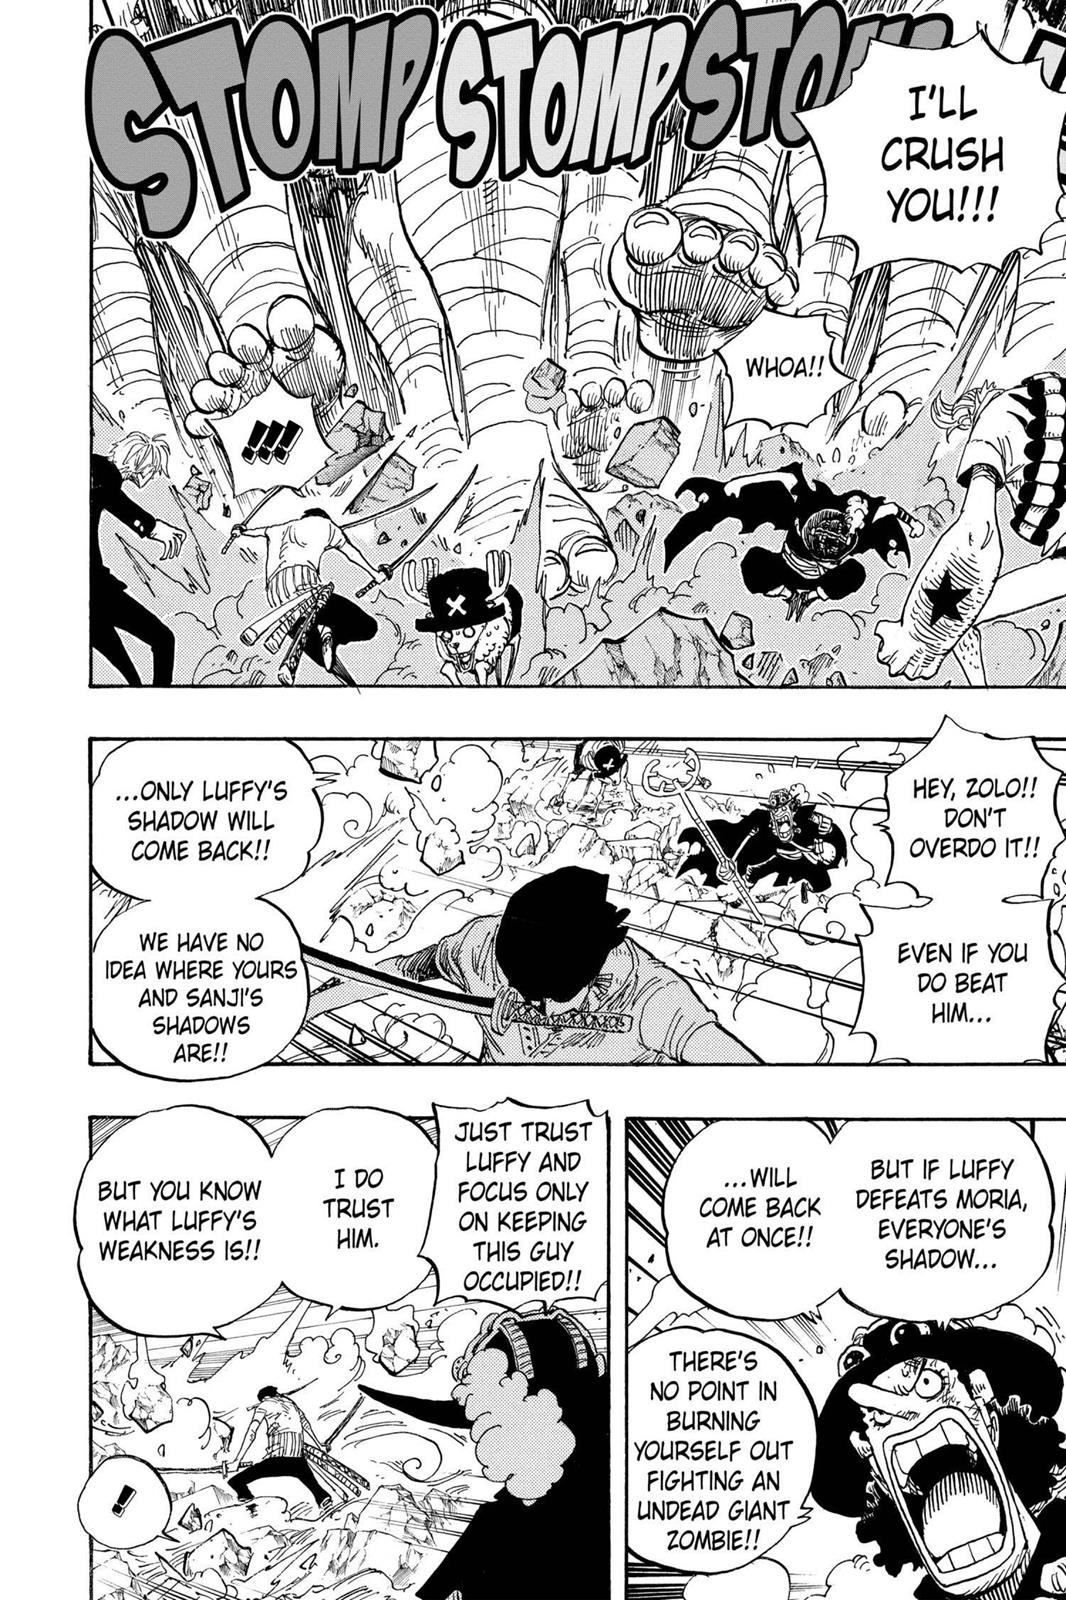 STOMP STOMP
I'LL
CRUSH
YOU!!!
WHOA!!
!!!
HEY, ZOLO!!
DON'T
OVERDO IT!!
EVEN IF YOU
DO BEAT
HIM...
...ONLY LUFFY'S
SHADOW WILL
COME BACK!!
WE HAVE NO
IDEA WHERE YOURS
AND SANJI'S
SHADOWS
ARE!!
BUT IF LUFFY
DEFEATS MORIA,
EVERYONE'S
SHADOW...
...WILL
COME BACK
AT ONCE!!
THERE'S
NO POINT IN
BURNING
YOURSELF OUT
FIGHTING AN
UNDEAD GIANT
ZOMBIE!!
JUST TRUST
LUFFY AND
FOCUS ONLY
ON KEEPING
THIS GUY
OCCUPIED!!
I DO
TRUST
HIM.
BUT YOU KNOW
WHAT LUFFY'S
WEAKNESS IS!!
!